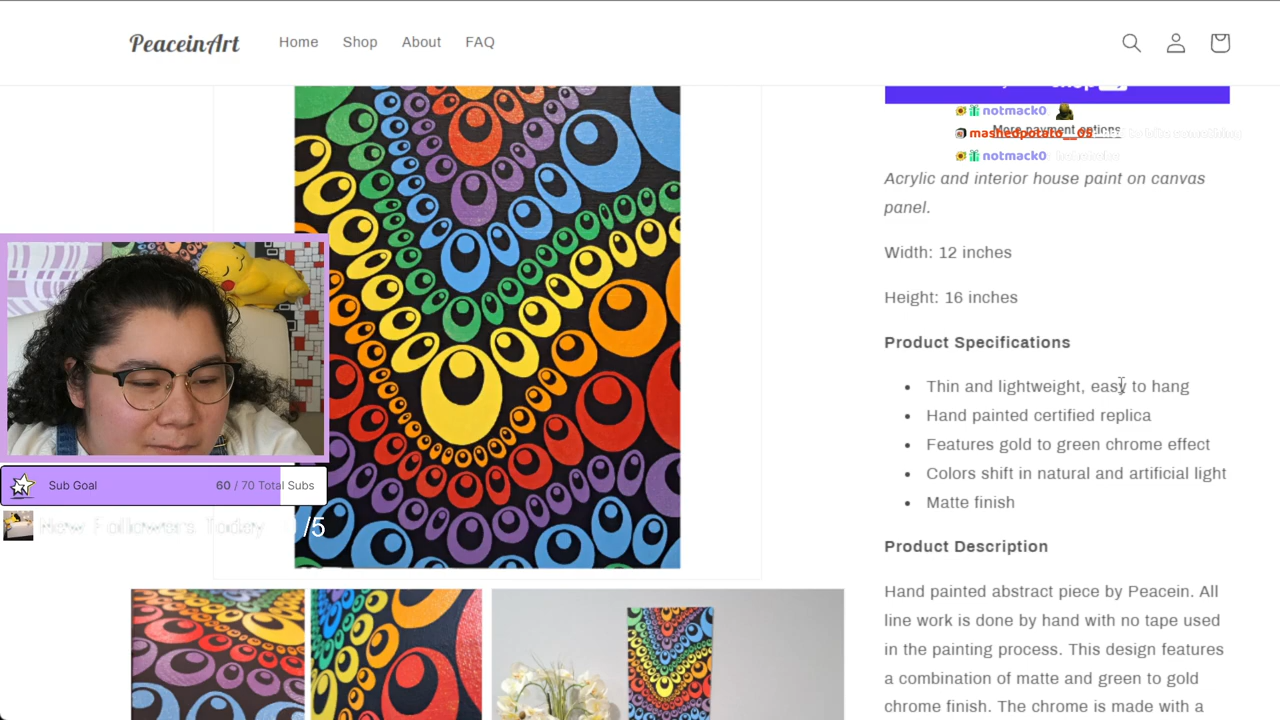 PeaceinArt
Home Shop About FAQ
notmack0
More payment options
mashedpotato__05
notmack0
Acrylic and interior house paint on canvas
panel.
Width: 12 inches
Height: 16 inches
Product Specifications
Thin and lightweight, easy to hang
Hand painted certified replica
Features gold to green chrome effect
Colors shift in natural and artificial light
Matte finish
Product Description
Hand painted abstract piece by Peacein. All
line work is done by hand with no tape used
in the painting process. This design features
a combination of matte and green to gold
chrome finish. The chrome is made with a
Sub Goal
60 / 70 Total Subs
New Followers Today /5